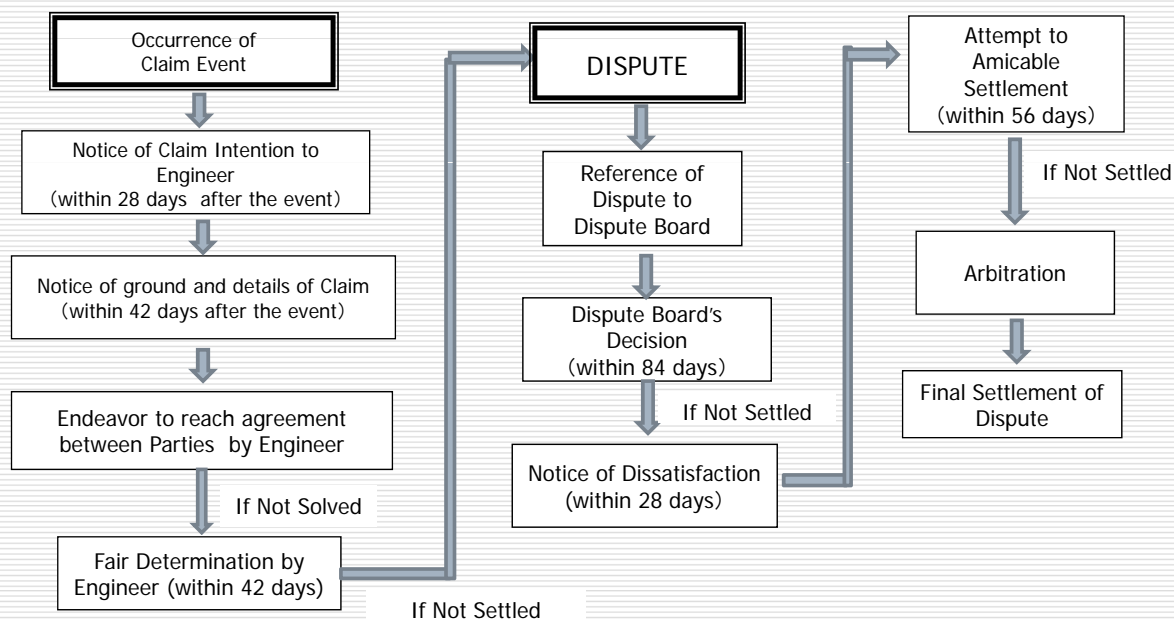 Occurrence of
Claim Event
Notice of Claim Intention to
Engineer
(within 28 days after the event)
Notice of ground and details of Claim
(within 42 days after the event)
Endeavor to reach agreement
between Parties by Engineer
If Not Solved
Fair Determination by
Engineer (within 42 days)
If Not Settled
DISPUTE
Reference of
Dispute to
Dispute Board
Dispute Board's
Decision
(within 84 days)
If Not Settled
Notice of Dissatisfaction
(within 28 days)
Attempt to
Amicable
Settlement
(within 56 days)
If Not Settled
Arbitration
Final Settlement of
Dispute